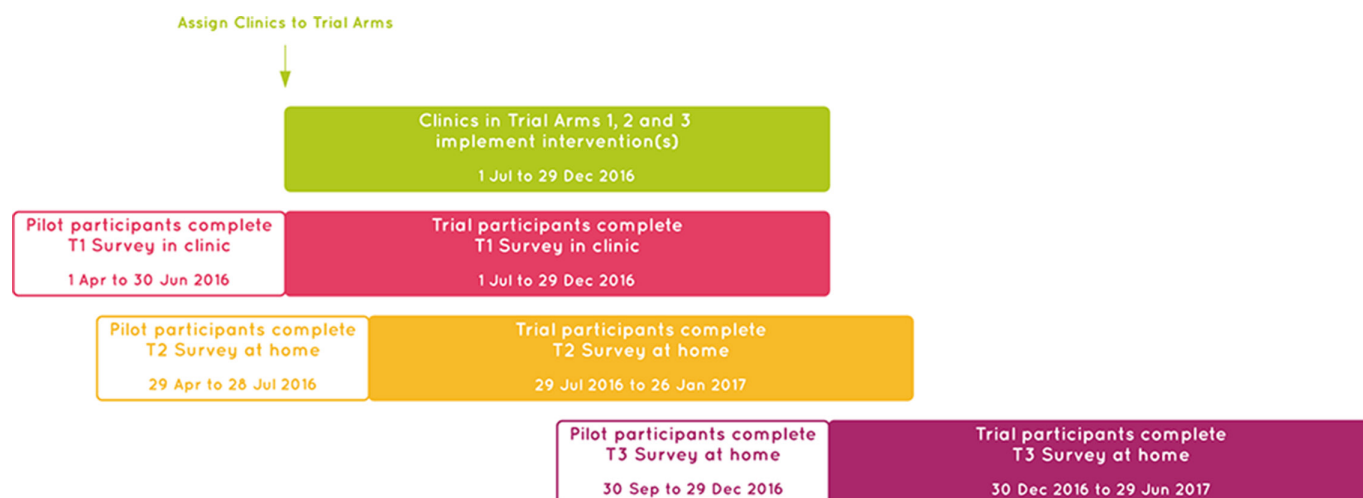 Assign Clinics to Trial Arms
Clinics in Trial Arms 1, 2 and 3
implement intervention(s)
1 Jul to 29 Dec 2016
Pilot participants complete
T1 Survey in clinic
1 Apr to 30 Jun 2016
Trial participants complete
T1 Survey in clinic
1 Jul to 29 Dec 2016
Pilot participants complete
T2 Survey at home
29 Apr to 28 Jul 2016
Trial participants complete
T2 Survey at home
29 Jul 2016 to 26 Jan 2017
Pilot participants complete
T3 Survey at home
30 Sep to 29 Dec 2016
Trial participants complete
T3 Survey at home
30 Dec 2016 to 29 Jun 2017